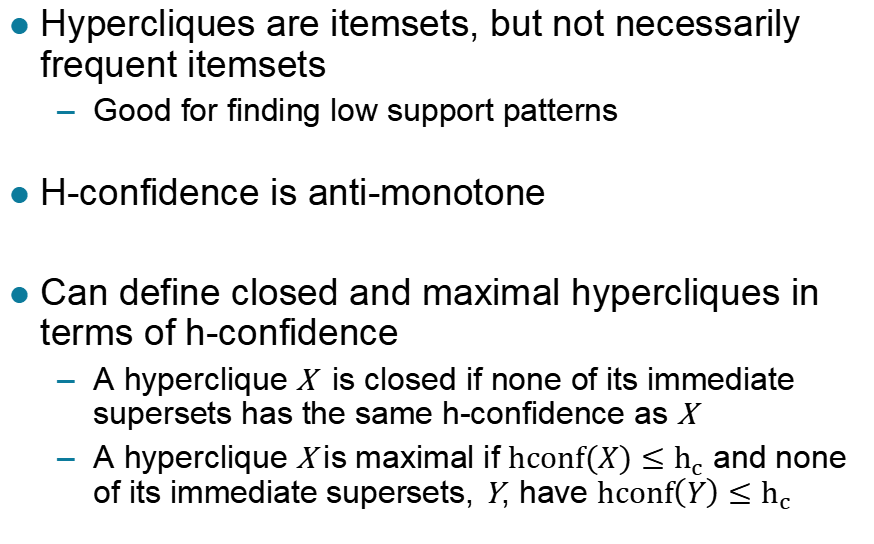 ● Hypercliques are itemsets, but not necessarily
frequent itemsets
– Good for finding low support patterns
● H-confidence is anti-monotone
● Can define closed and maximal hypercliques in
terms of h-confidence
– A hyperclique X is closed if none of its immediate
supersets has the same h-confidence as X
– A hyperclique X is maximal if hconf(X) ≤ h_c and none
of its immediate supersets, Y, have hconf(Y) ≤ h_c